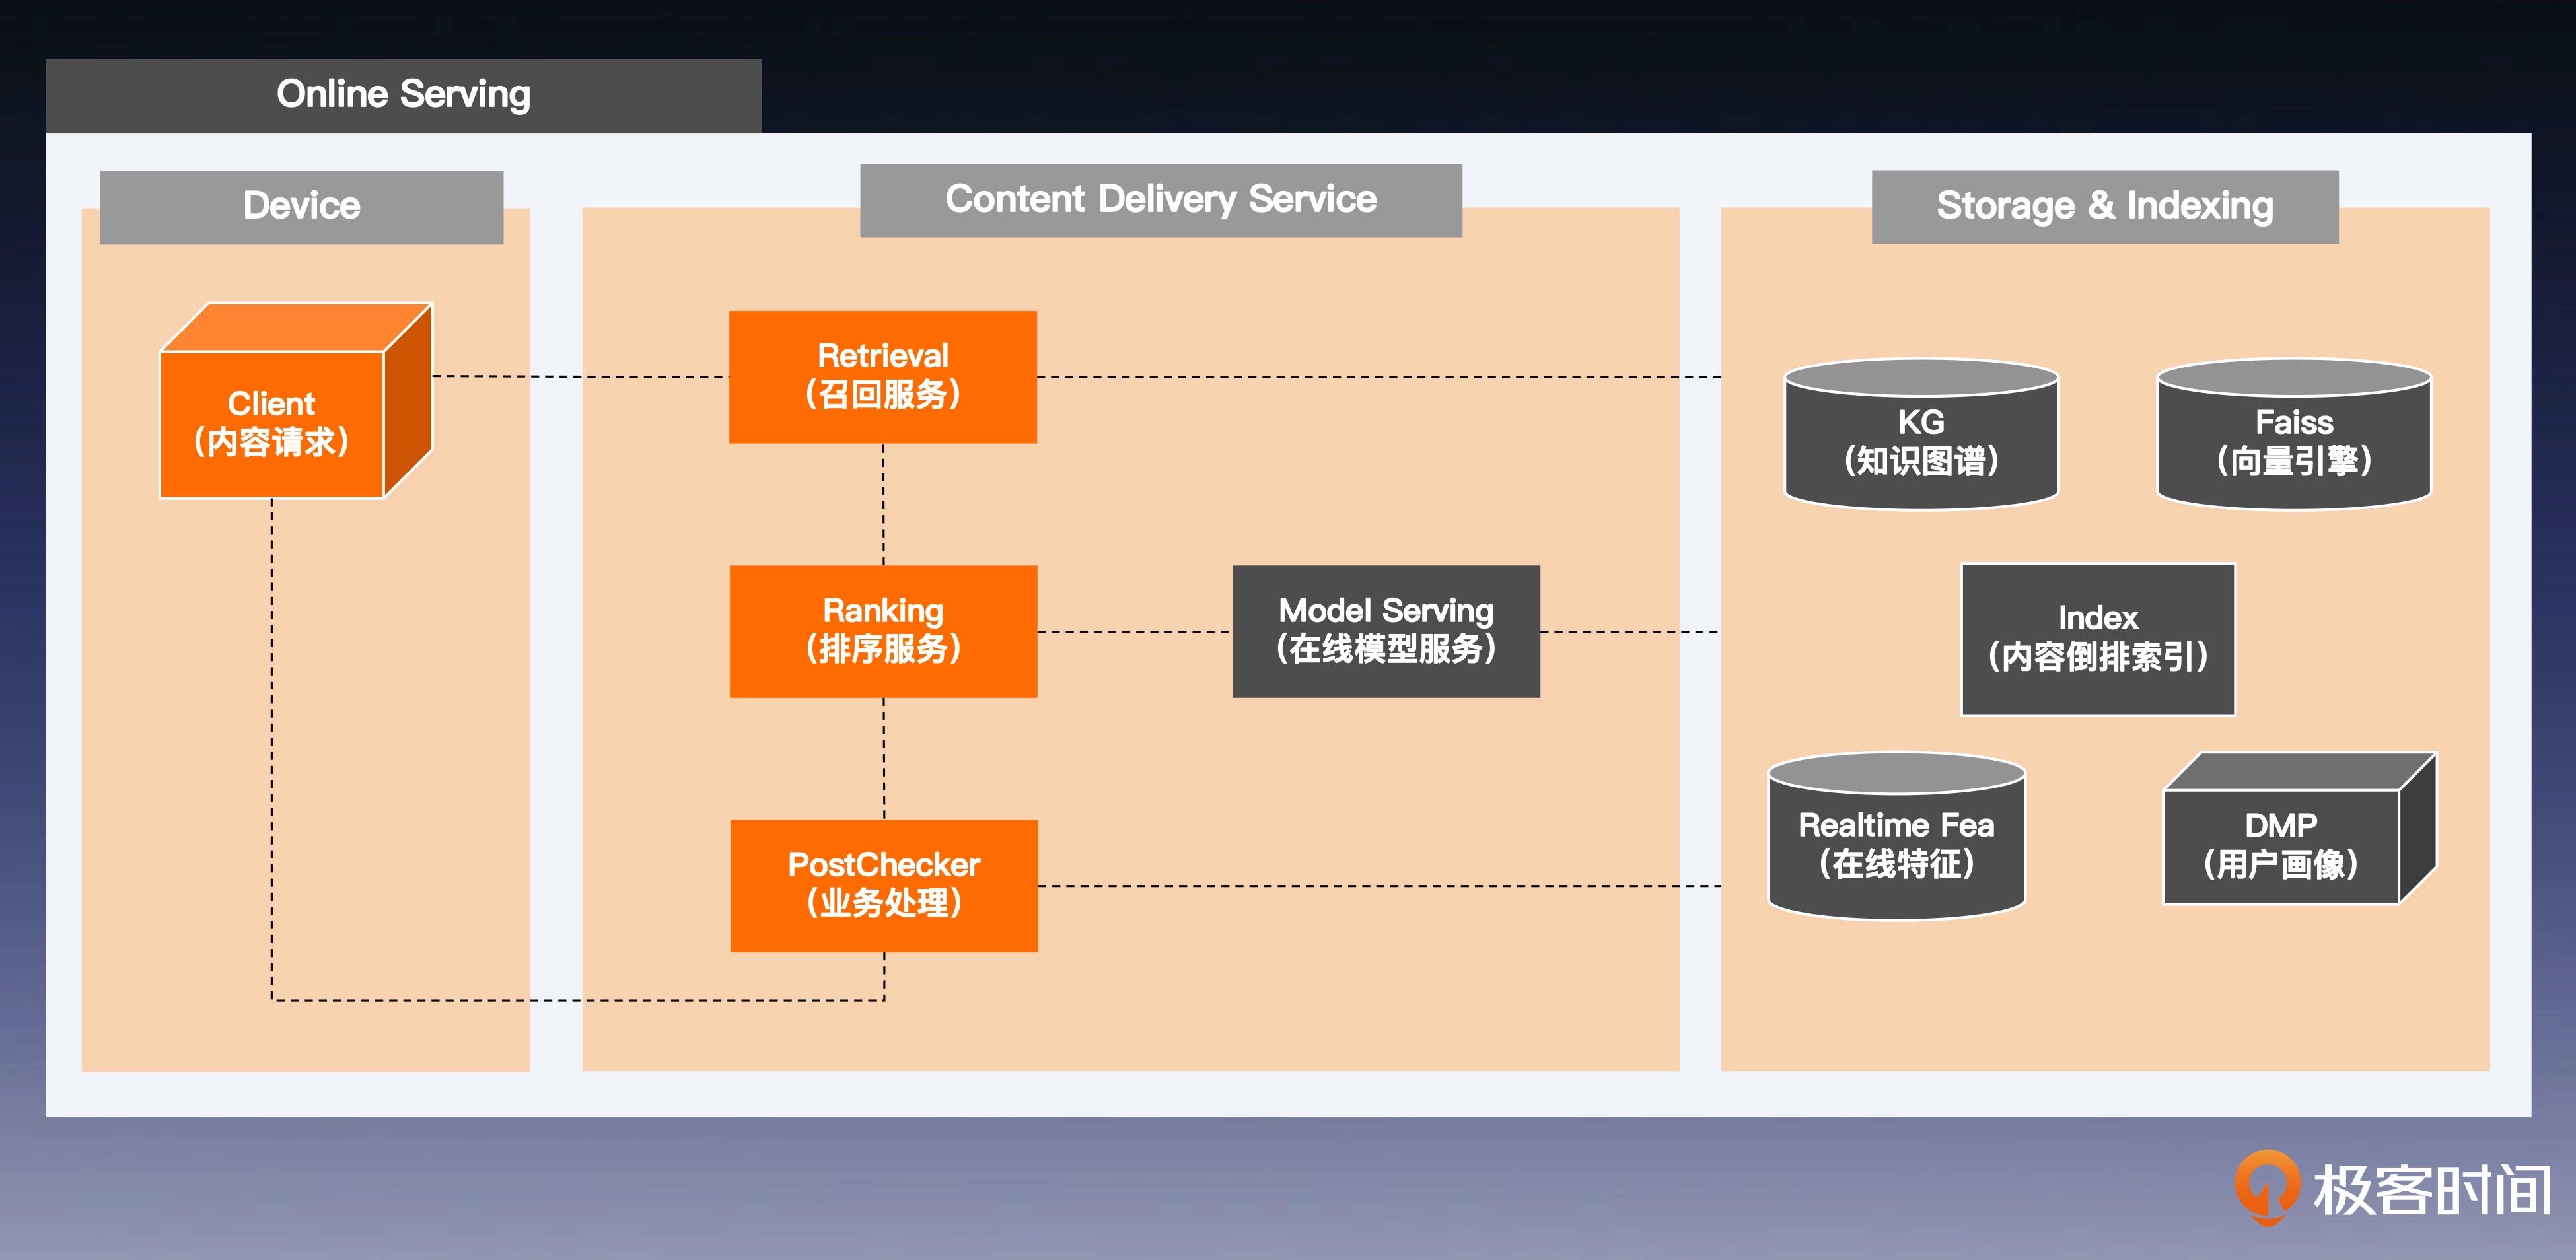 Online Serving
Device
Content Delivery Service
Storage & Indexing
Client
（内容请求）
Retrieval
（召回服务）
Ranking
（排序服务）
Model Serving
（在线模型服务）
PostChecker
（业务处理）
KG
（知识图谱）
Faiss
（向量引擎）
Index
（内容倒排索引）
Realtime Fea
（在线特征）
DMP
（用户画像）
极客时间